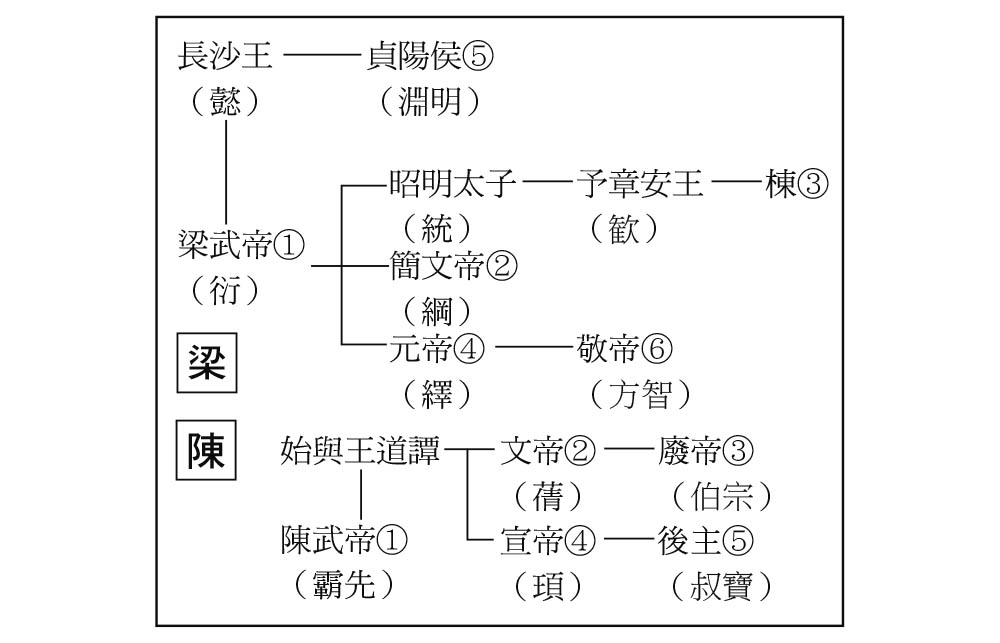 長沙王 貞陽侯⑤
（懿） （淵明）
昭明太子 予章安王 棟③
（統） （歓）
梁武帝① 簡文帝②
（衍） （綱）
元帝④ 敬帝⑥
（繹） （方智）
梁
陳
始與王道譚 文帝② 廢帝③
（蒨） （伯宗）
陳武帝① 宣帝④ 後主⑤
（霸先） （頊） （叔寶）